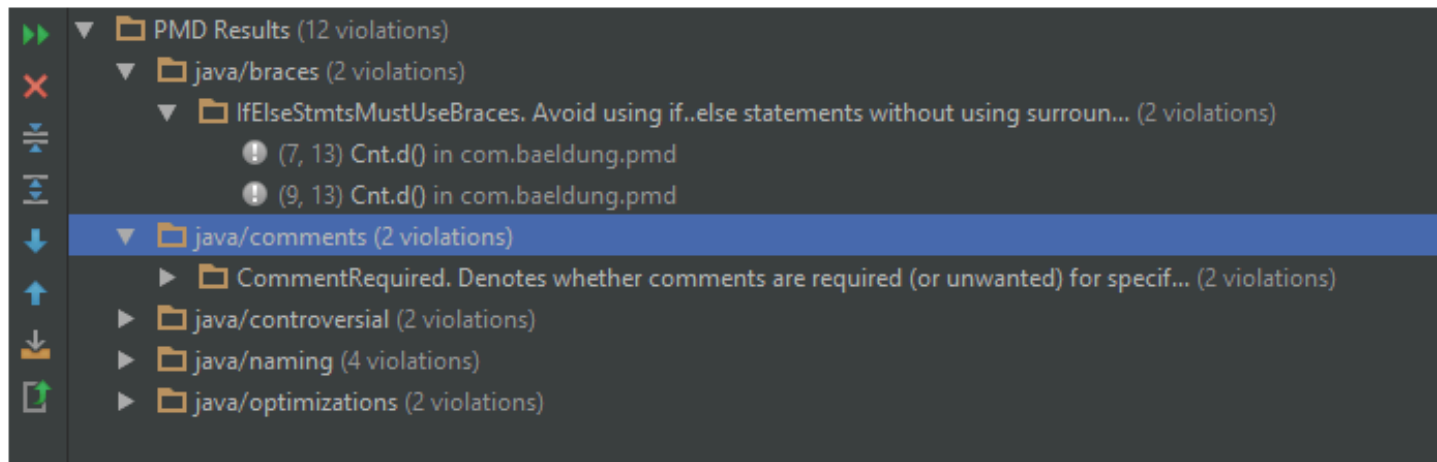 PMD Results (12 violations)
java/braces (2 violations)
IfElseStmtsMustUseBraces. Avoid using if..else statements without using surroun... (2 violations)
(7, 13) Cnt.d() in com.baeldung.pmd
(9, 13) Cnt.d() in com.baeldung.pmd
java/comments (2 violations)
CommentRequired. Denotes whether comments are required (or unwanted) for specif... (2 violations)
java/controversial (2 violations)
java/naming (4 violations)
java/optimizations (2 violations)